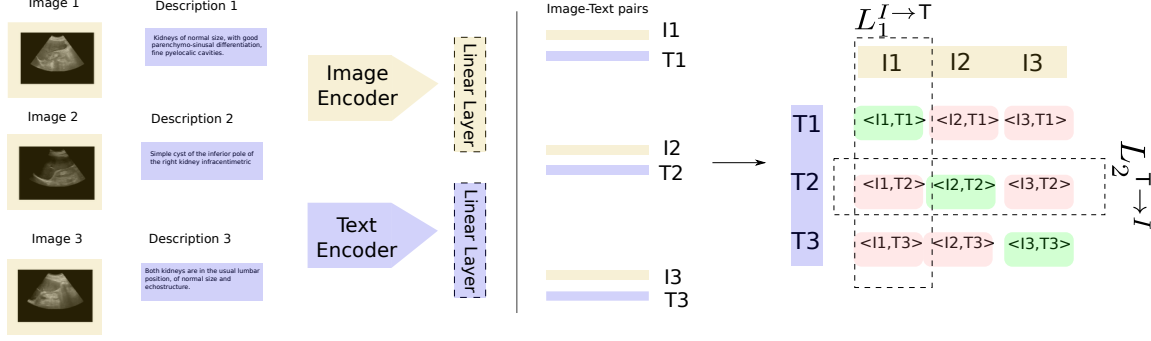 Image 1
Description 1
Kidneys of normal size, with good
parenchymo-sinusal differentiation,
fine pyelocalic cavities.
Image 2
Description 2
Simple cyst of the inferior pole of
the right kidney infracentimetric
Image 3
Description 3
Both kidneys are in the usual lumbar
position, of normal size and
echostructure.
Image
Encoder
Linear Layer
Text
Encoder
Linear Layer
Image-Text pairs
I1
T1
I2
T2
I3
T3
L₁^{I→T}
I1 I2 I3
T1 <I1,T1> <I2,T1> <I3,T1>
T2 <I1,T2> <I2,T2> <I3,T2>
T3 <I1,T3> <I2,T3> <I3,T3>
L₂^{T→I}